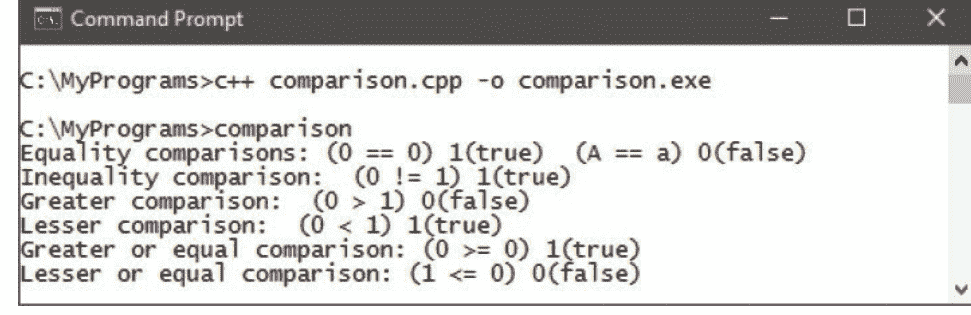 Command Prompt
C:\MyPrograms>c++ comparison.cpp -o comparison.exe
C:\MyPrograms>comparison
Equality comparisons: (0 == 0) 1(true)  (A == a) 0(false)
Inequality comparison:  (0 != 1) 1(true)
Greater comparison:  (0 > 1) 0(false)
Lesser comparison:  (0 < 1) 1(true)
Greater or equal comparison: (0 >= 0) 1(true)
Lesser or equal comparison: (1 <= 0) 0(false)